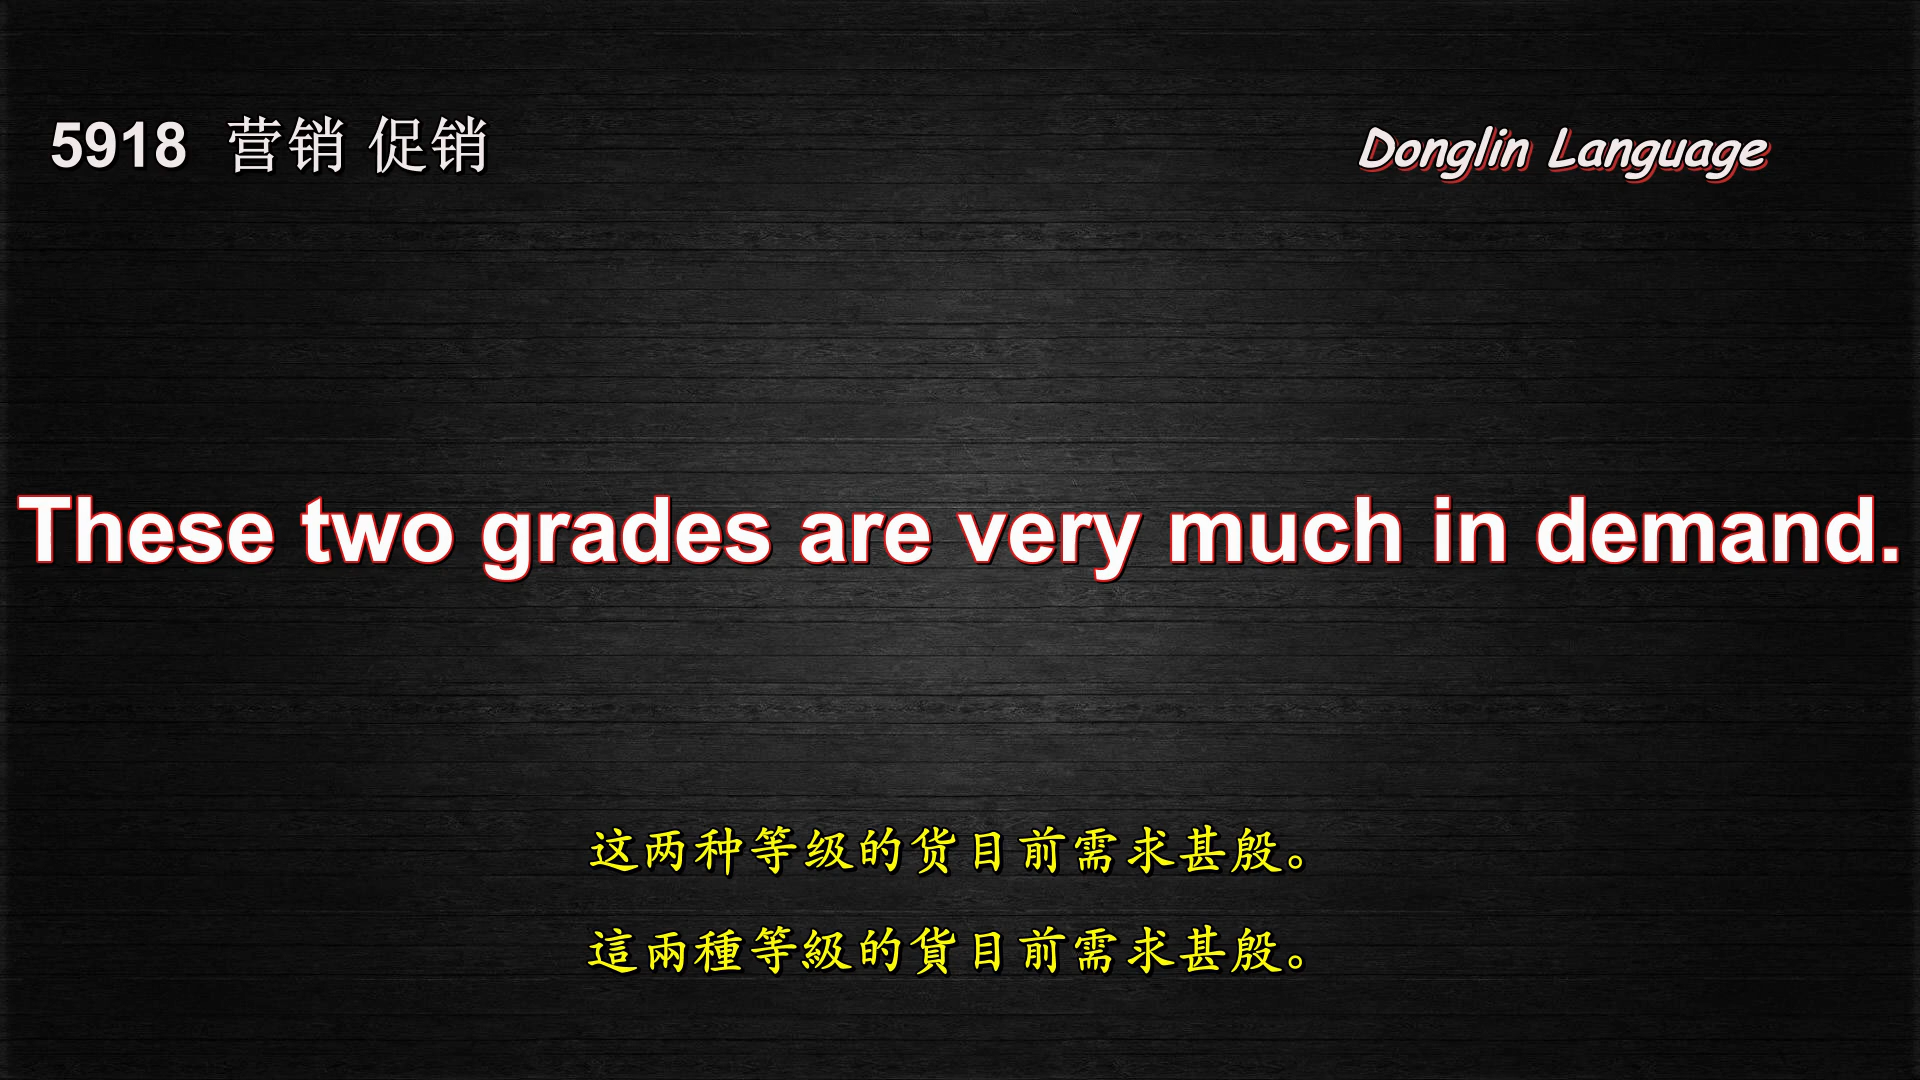 5918 营销 促销
Donglin Language
These two grades are very much in demand.
这两种等级的货目前需求甚殷。
這兩種等級的貨目前需求甚殷。